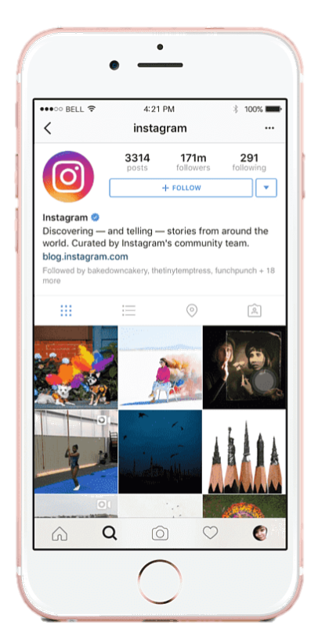 BELL 4:21 PM 100%
instagram
3314 171m 291
posts followers following
+ FOLLOW
Instagram
Discovering — and telling — stories from around the
world. Curated by Instagram's community team.
blog.instagram.com
Followed by bakedowncakery, thetinytemptress, funchpunch + 18
more